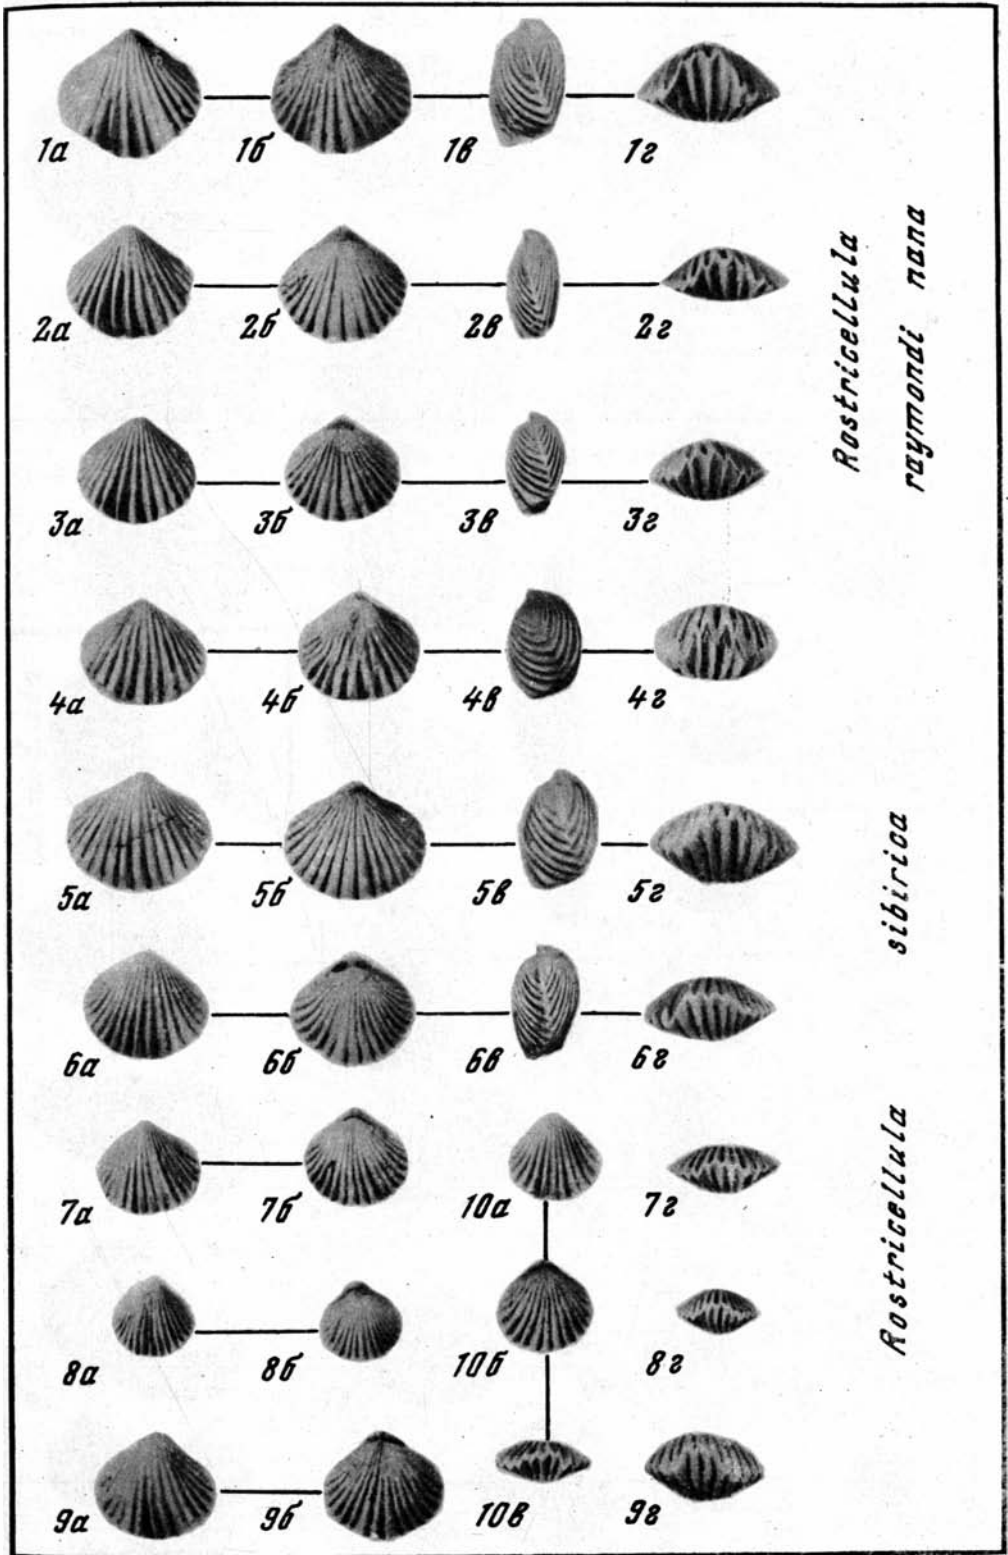 1а 1б 1в 1г
2а 2б 2в 2г
3а 3б 3в 3г
4а 4б 4в 4г
5а 5б 5в 5г
6а 6б 6в 6г
7а 7б 10а 7г
8а 8б 10б 8г
9а 9б 10в 9г
Rostricellula
raymondi nana
Rostricellula sibirica